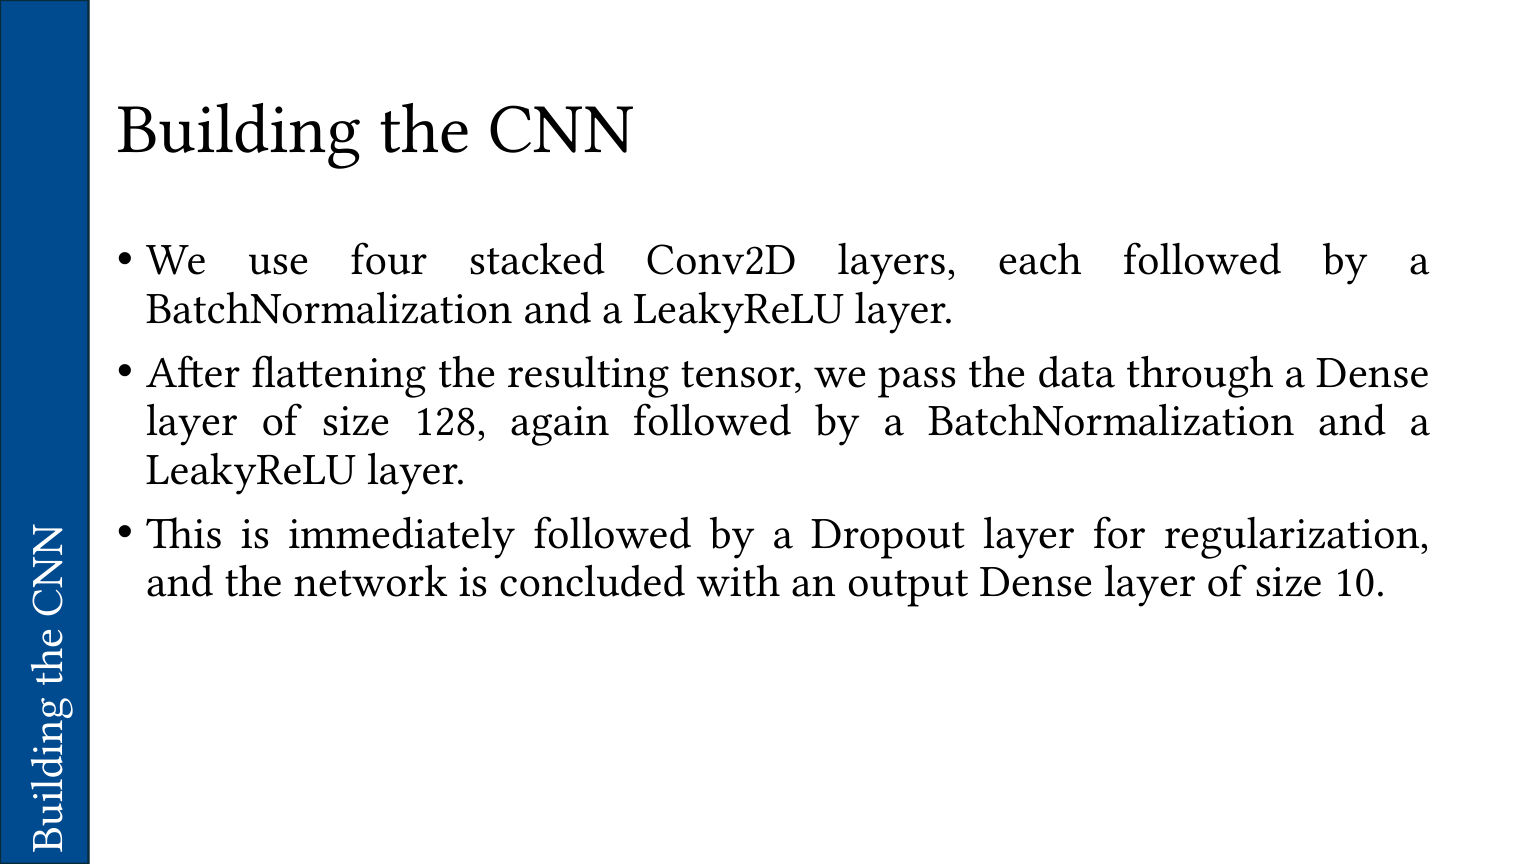 Building the CNN
• We use four stacked Conv2D layers, each followed by a
BatchNormalization and a LeakyReLU layer.
• After flattening the resulting tensor, we pass the data through a Dense
layer of size 128, again followed by a BatchNormalization and a
LeakyReLU layer.
• This is immediately followed by a Dropout layer for regularization,
and the network is concluded with an output Dense layer of size 10.
Building the CNN